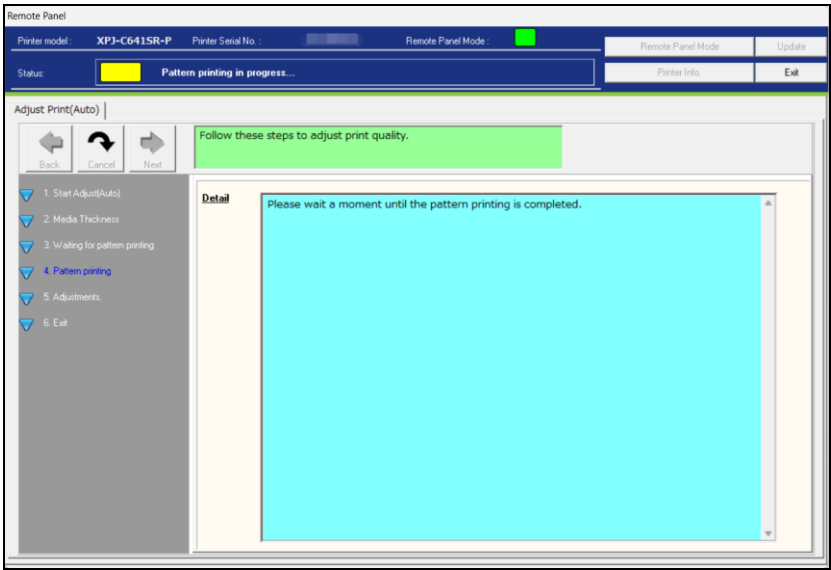 Remote Panel
Printer model : XPJ-C641SR-P Printer Serial No. : Remote Panel Mode :
Remote Panel Mode Update
Status: Pattern printing in progress...
Printer Info. Exit
Adjust Print(Auto)
Back Cancel Next
Follow these steps to adjust print quality.
1. Start Adjust(Auto)
2. Media Thickness
3. Waiting for pattern printing
4. Pattern printing
5. Adjustments.
6. Exit
Detail
Please wait a moment until the pattern printing is completed.